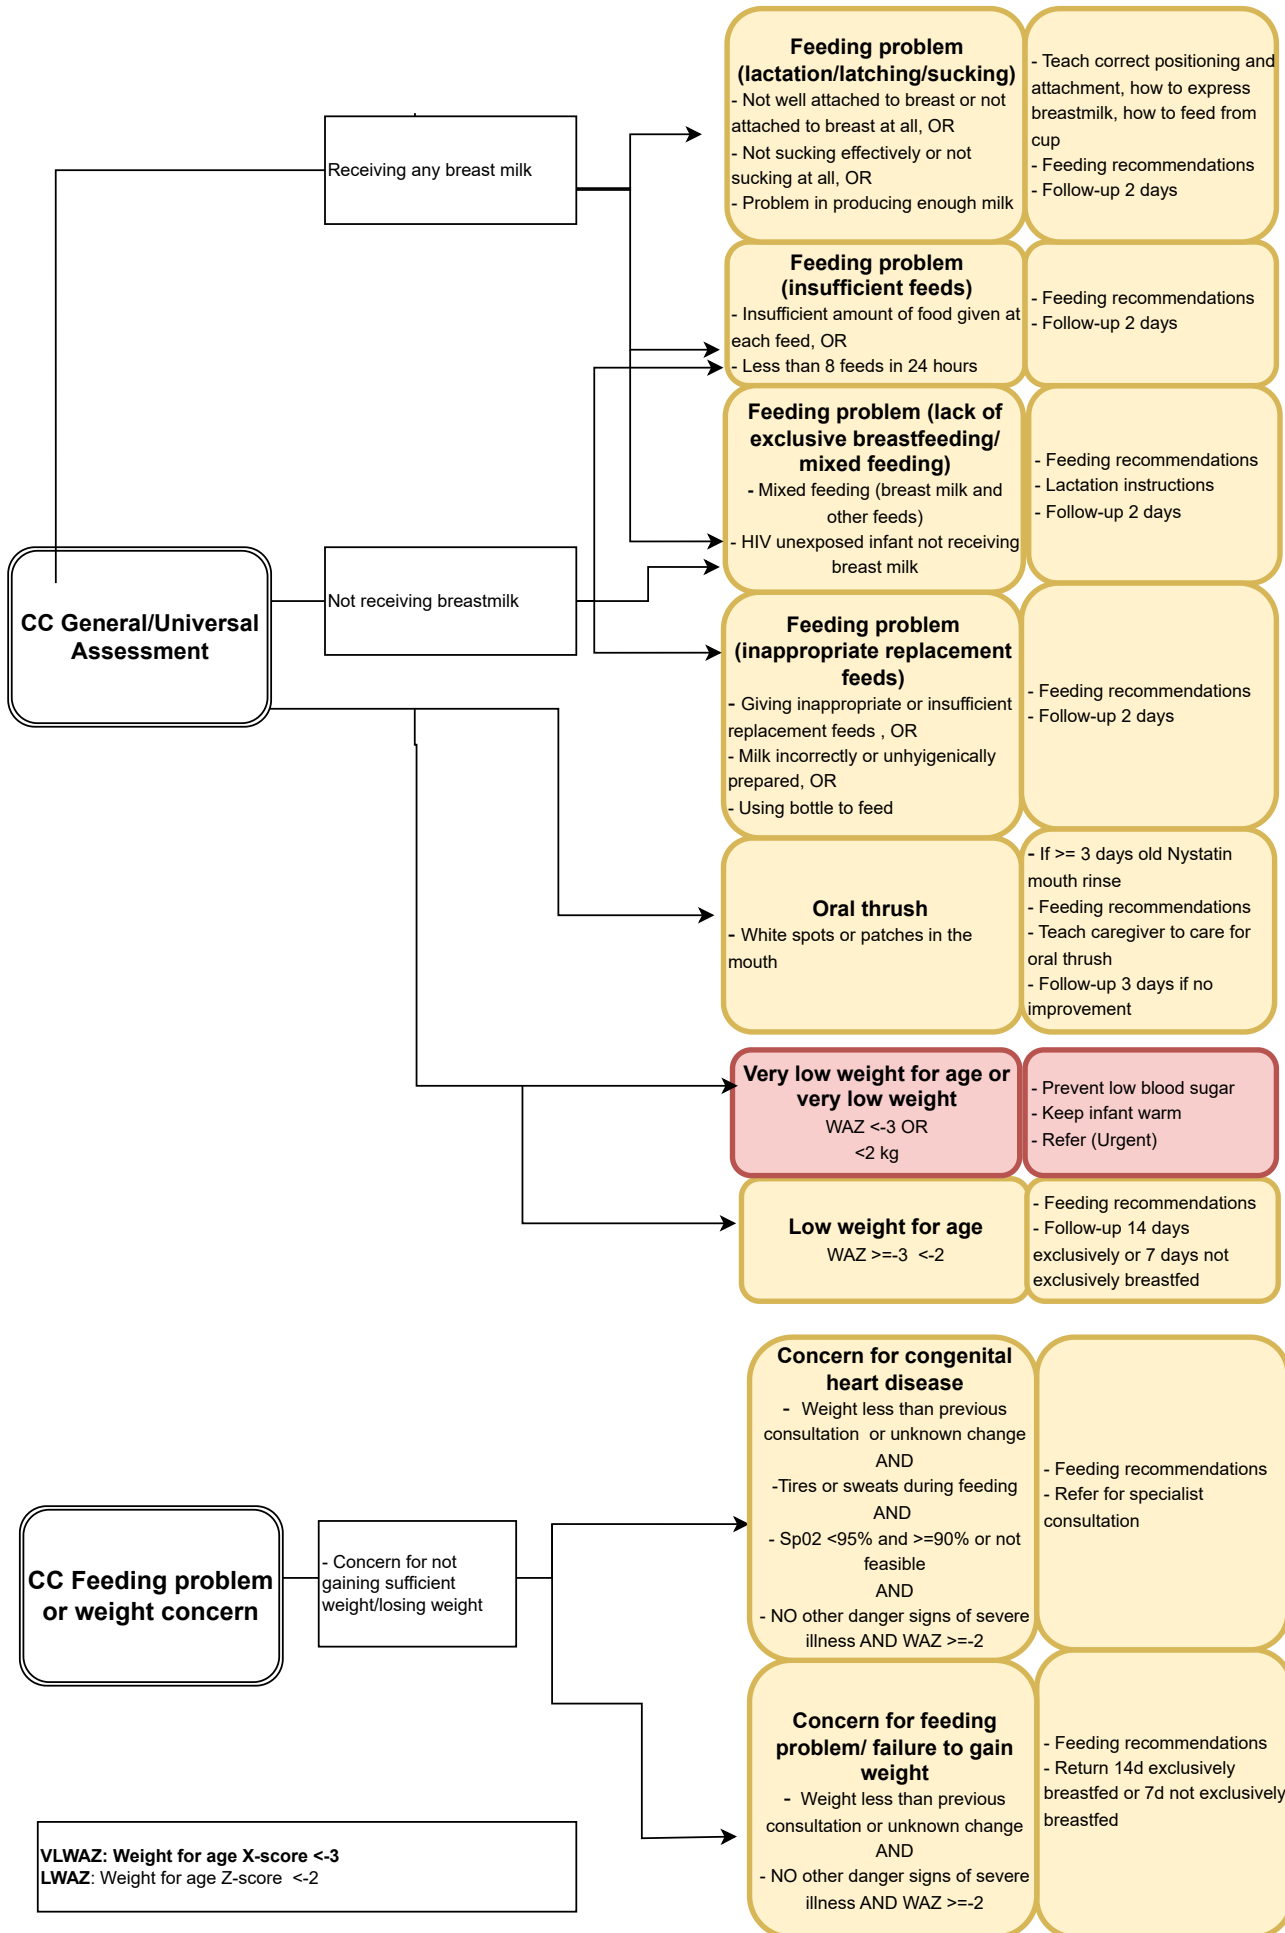 Feeding problem
(lactation/latching/sucking)
- Not well attached to breast or not
attached to breast at all, OR
- Not sucking effectively or not
sucking at all, OR
- Problem in producing enough milk
- Teach correct positioning and
attachment, how to express
breastmilk, how to feed from
cup
- Feeding recommendations
- Follow-up 2 days
Receiving any breast milk
Feeding problem
(insufficient feeds)
- Insufficient amount of food given at
each feed, OR
- Less than 8 feeds in 24 hours
- Feeding recommendations
- Follow-up 2 days
Feeding problem (lack of
exclusive breastfeeding/
mixed feeding)
- Mixed feeding (breast milk and
other feeds)
- HIV unexposed infant not receiving
breast milk
- Feeding recommendations
- Lactation instructions
- Follow-up 2 days
CC General/Universal
Assessment
Not receiving breastmilk
Feeding problem
(inappropriate replacement
feeds)
- Giving inappropriate or insufficient
replacement feeds , OR
- Milk incorrectly or unhyigenically
prepared, OR
- Using bottle to feed
- Feeding recommendations
- Follow-up 2 days
Oral thrush
- White spots or patches in the
mouth
- If >= 3 days old Nystatin
mouth rinse
- Feeding recommendations
- Teach caregiver to care for
oral thrush
- Follow-up 3 days if no
improvement
Very low weight for age or
very low weight
WAZ <-3 OR
<2 kg
- Prevent low blood sugar
- Keep infant warm
- Refer (Urgent)
Low weight for age
WAZ >=-3 <-2
- Feeding recommendations
- Follow-up 14 days
exclusively or 7 days not
exclusively breastfed
Concern for congenital
heart disease
- Weight less than previous
consultation or unknown change
AND
-Tires or sweats during feeding
AND
- Sp02 <95% and >=90% or not
feasible
AND
- NO other danger signs of severe
illness AND WAZ >=-2
- Feeding recommendations
- Refer for specialist
consultation
CC Feeding problem
or weight concern
- Concern for not
gaining sufficient
weight/losing weight
Concern for feeding
problem/ failure to gain
weight
- Weight less than previous
consultation or unknown change
AND
- NO other danger signs of severe
illness AND WAZ >=-2
- Feeding recommendations
- Return 14d exclusively
breastfed or 7d not exclusively
breastfed
VLWAZ: Weight for age X-score <-3
LWAZ: Weight for age Z-score <-2